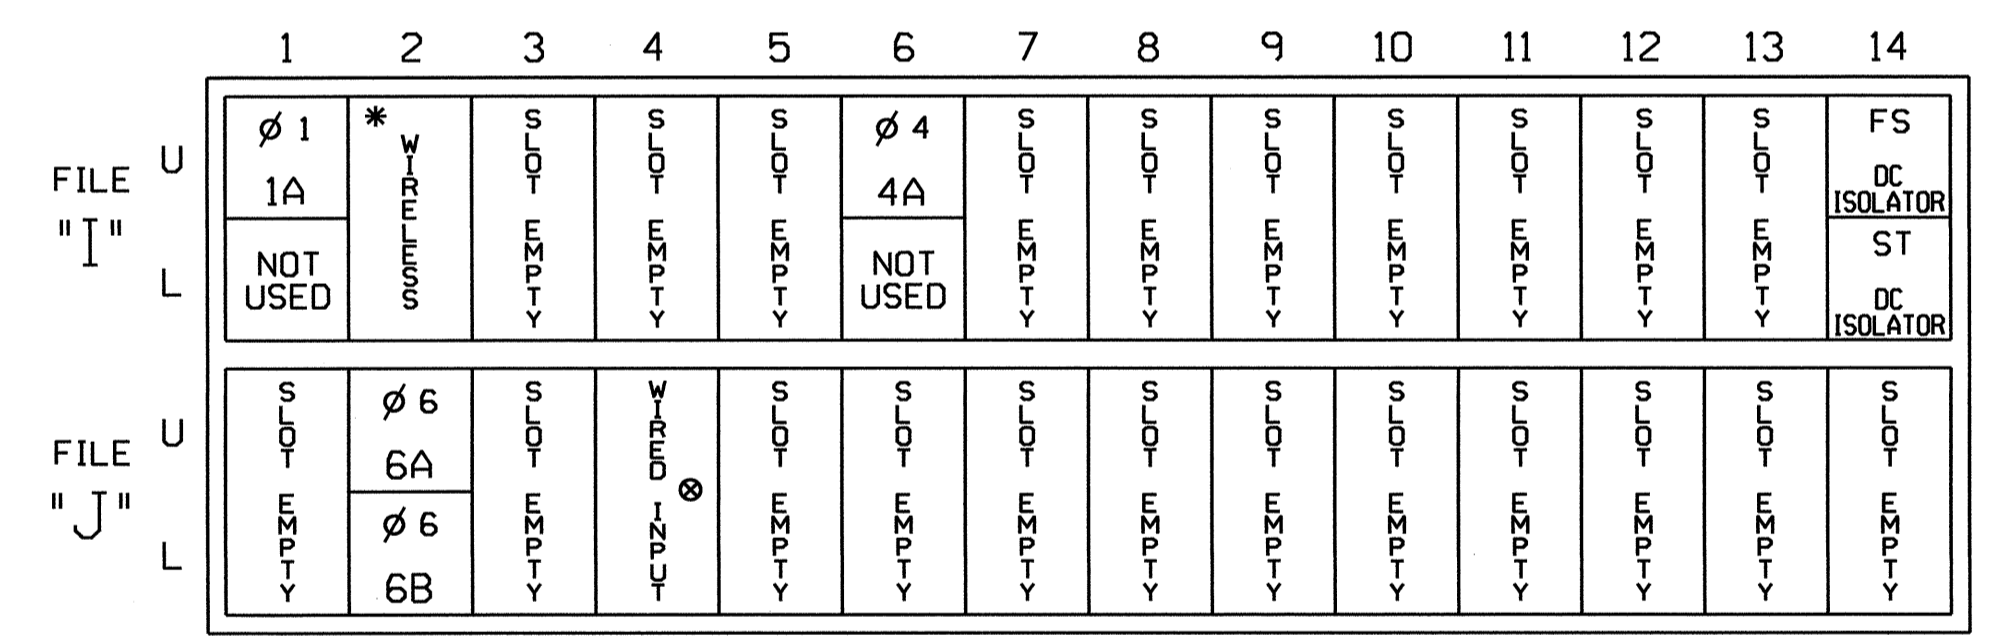 1 2 3 4 5 6 7 8 9 10 11 12 13 14
FILE "I"
U
L
Ø 1
1A
NOT
USED
* WIRELESS
SLOT EMPTY
SLOT EMPTY
SLOT EMPTY
Ø 4
4A
NOT
USED
SLOT EMPTY
SLOT EMPTY
SLOT EMPTY
SLOT EMPTY
SLOT EMPTY
SLOT EMPTY
SLOT EMPTY
FS
DC
ISOLATOR
ST
DC
ISOLATOR
FILE "J"
U
L
SLOT EMPTY
Ø 6
6A
Ø 6
6B
SLOT EMPTY
WIRED INPUT ⊗
SLOT EMPTY
SLOT EMPTY
SLOT EMPTY
SLOT EMPTY
SLOT EMPTY
SLOT EMPTY
SLOT EMPTY
SLOT EMPTY
SLOT EMPTY
SLOT EMPTY